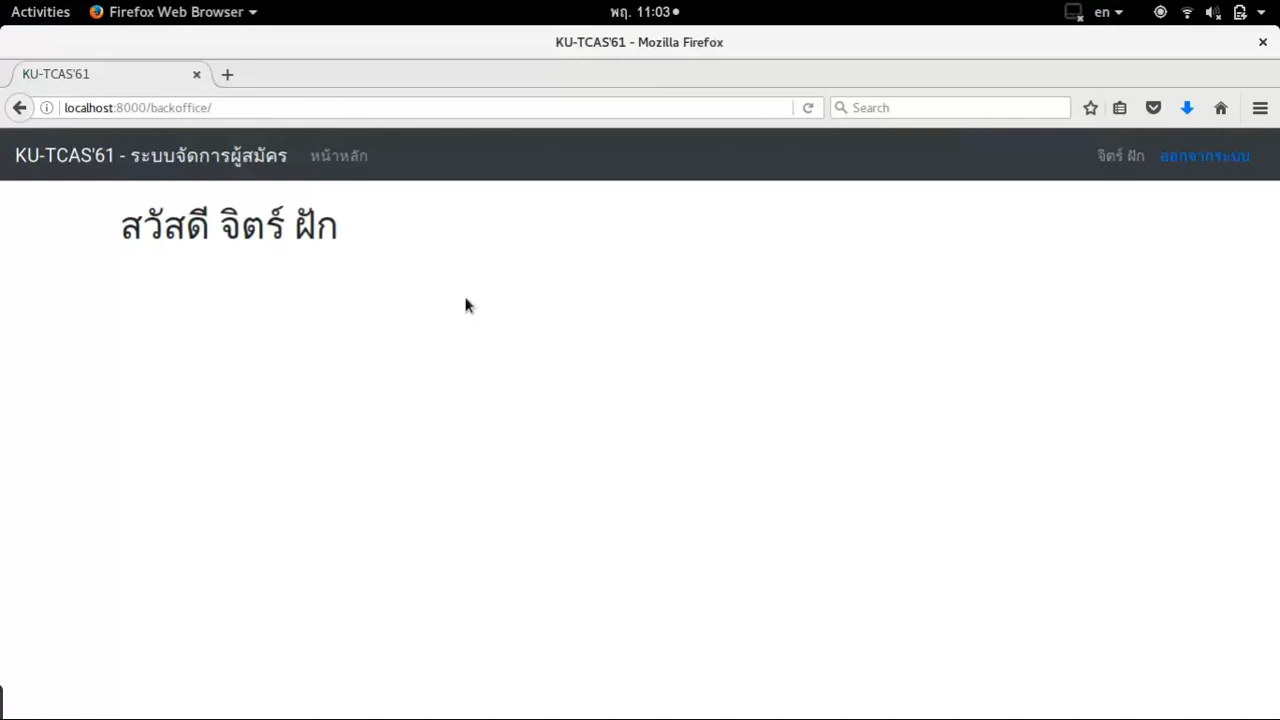 Activities Firefox Web Browser พฤ. 11:03 en
KU-TCAS'61 - Mozilla Firefox
KU-TCAS'61
localhost:8000/backoffice/ Search
KU-TCAS'61 - ระบบจัดการผู้สมัคร หน้าหลัก จิตร์ ฝัก ออกจากระบบ
สวัสดี จิตร์ ฝัก